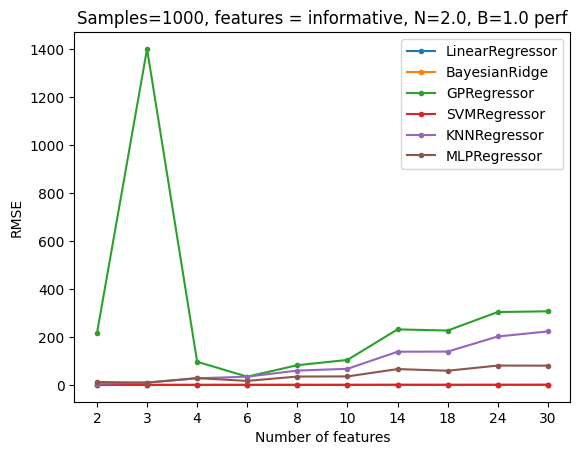 Samples=1000, features = informative, N=2.0, B=1.0 perf
LinearRegressor
BayesianRidge
GPRegressor
SVMRegressor
KNNRegressor
MLPRegressor
RMSE
1400
1200
1000
800
600
400
200
0
2 3 4 6 8 10 14 18 24 30
Number of features